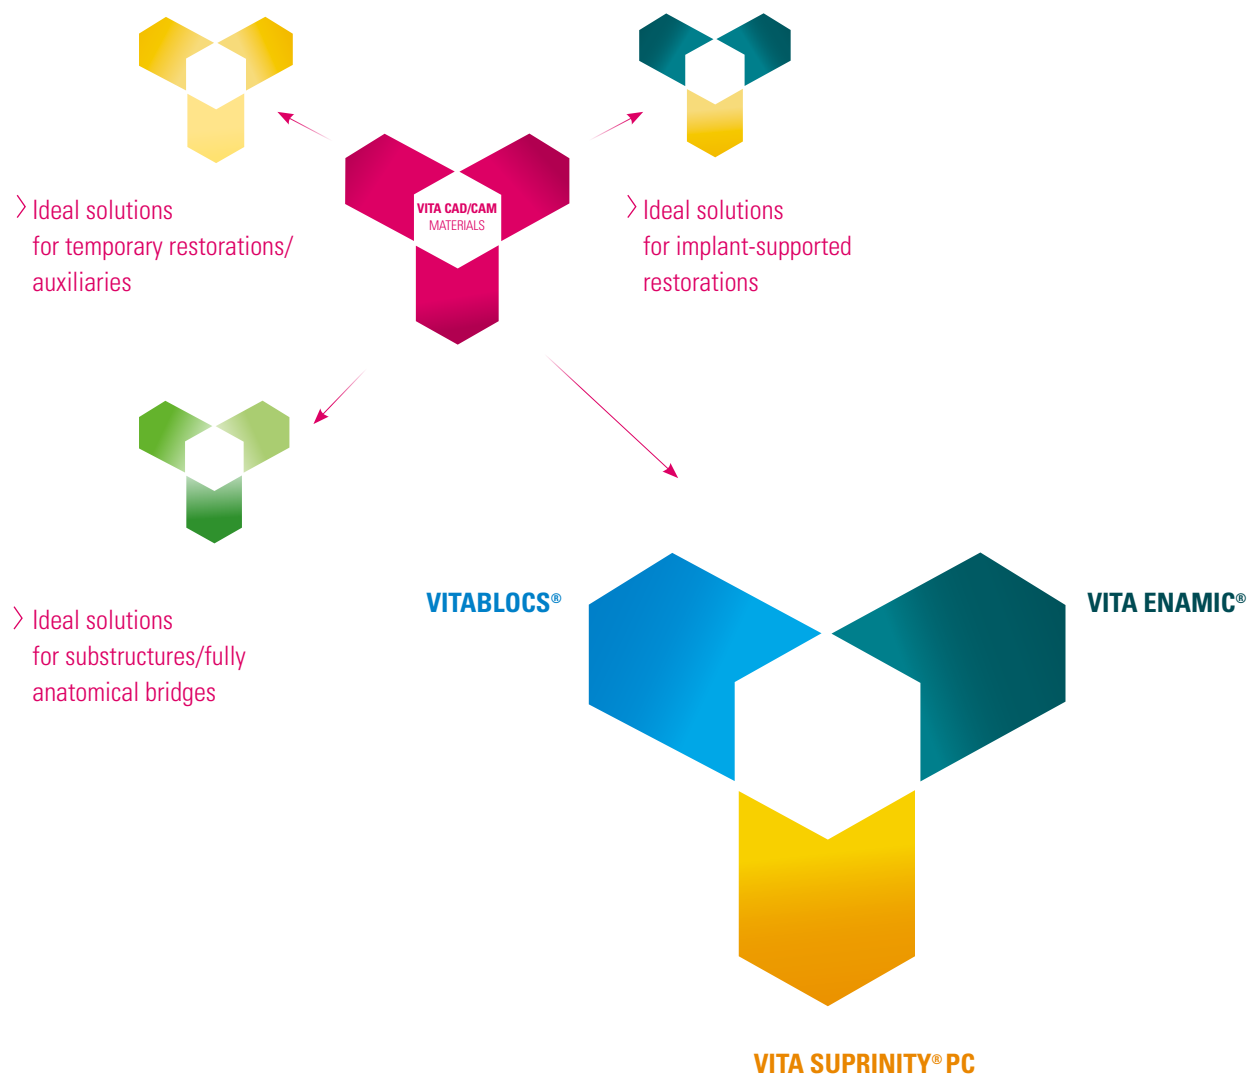 VITA CAD/CAM
MATERIALS
〉Ideal solutions
for temporary restorations/
auxiliaries
〉Ideal solutions
for implant-supported
restorations
〉Ideal solutions
for substructures/fully
anatomical bridges
VITABLOCS®
VITA ENAMIC®
VITA SUPRINITY® PC